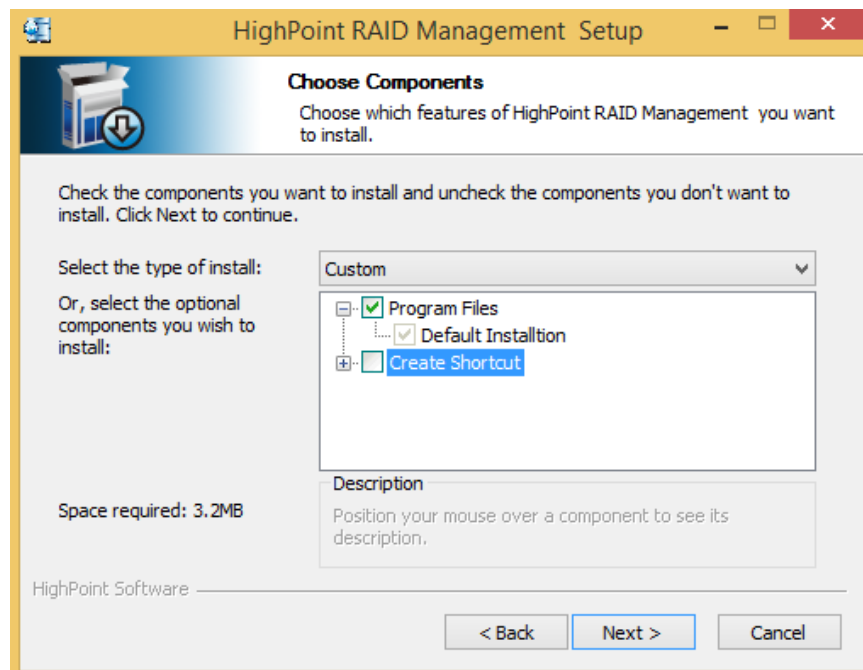 HighPoint RAID Management  Setup
Choose Components
Choose which features of HighPoint RAID Management  you want
to install.
Check the components you want to install and uncheck the components you don't want to
install. Click Next to continue.
Select the type of install:
Custom
Or, select the optional
components you wish to
install:
Program Files
Default Installtion
Create Shortcut
Space required: 3.2MB
Description
Position your mouse over a component to see its
description.
HighPoint Software
< Back
Next >
Cancel